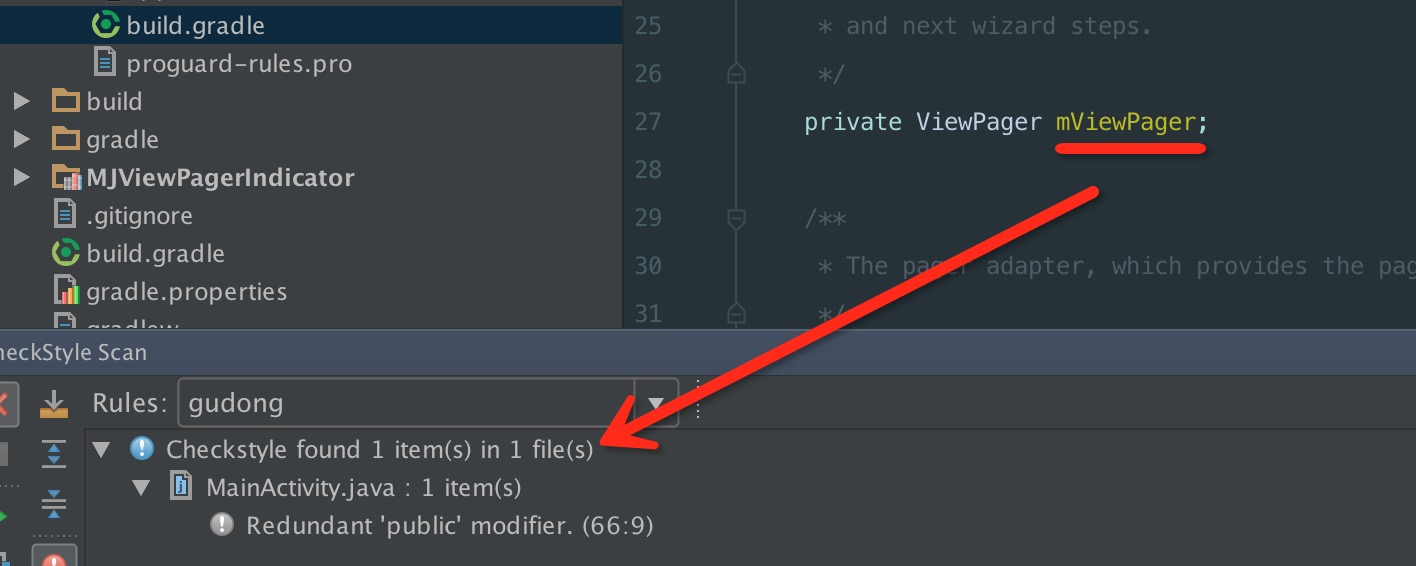 build.gradle
proguard-rules.pro
build
gradle
MJViewPagerIndicator
.gitignore
build.gradle
gradle.properties
gradlew
25 * and next wizard steps.
26 */
27 private ViewPager mViewPager;
28
29 /**
30 * The pager adapter, which provides the pag
31 */
heckStyle Scan
Rules: gudong
Checkstyle found 1 item(s) in 1 file(s)
MainActivity.java : 1 item(s)
Redundant 'public' modifier. (66:9)